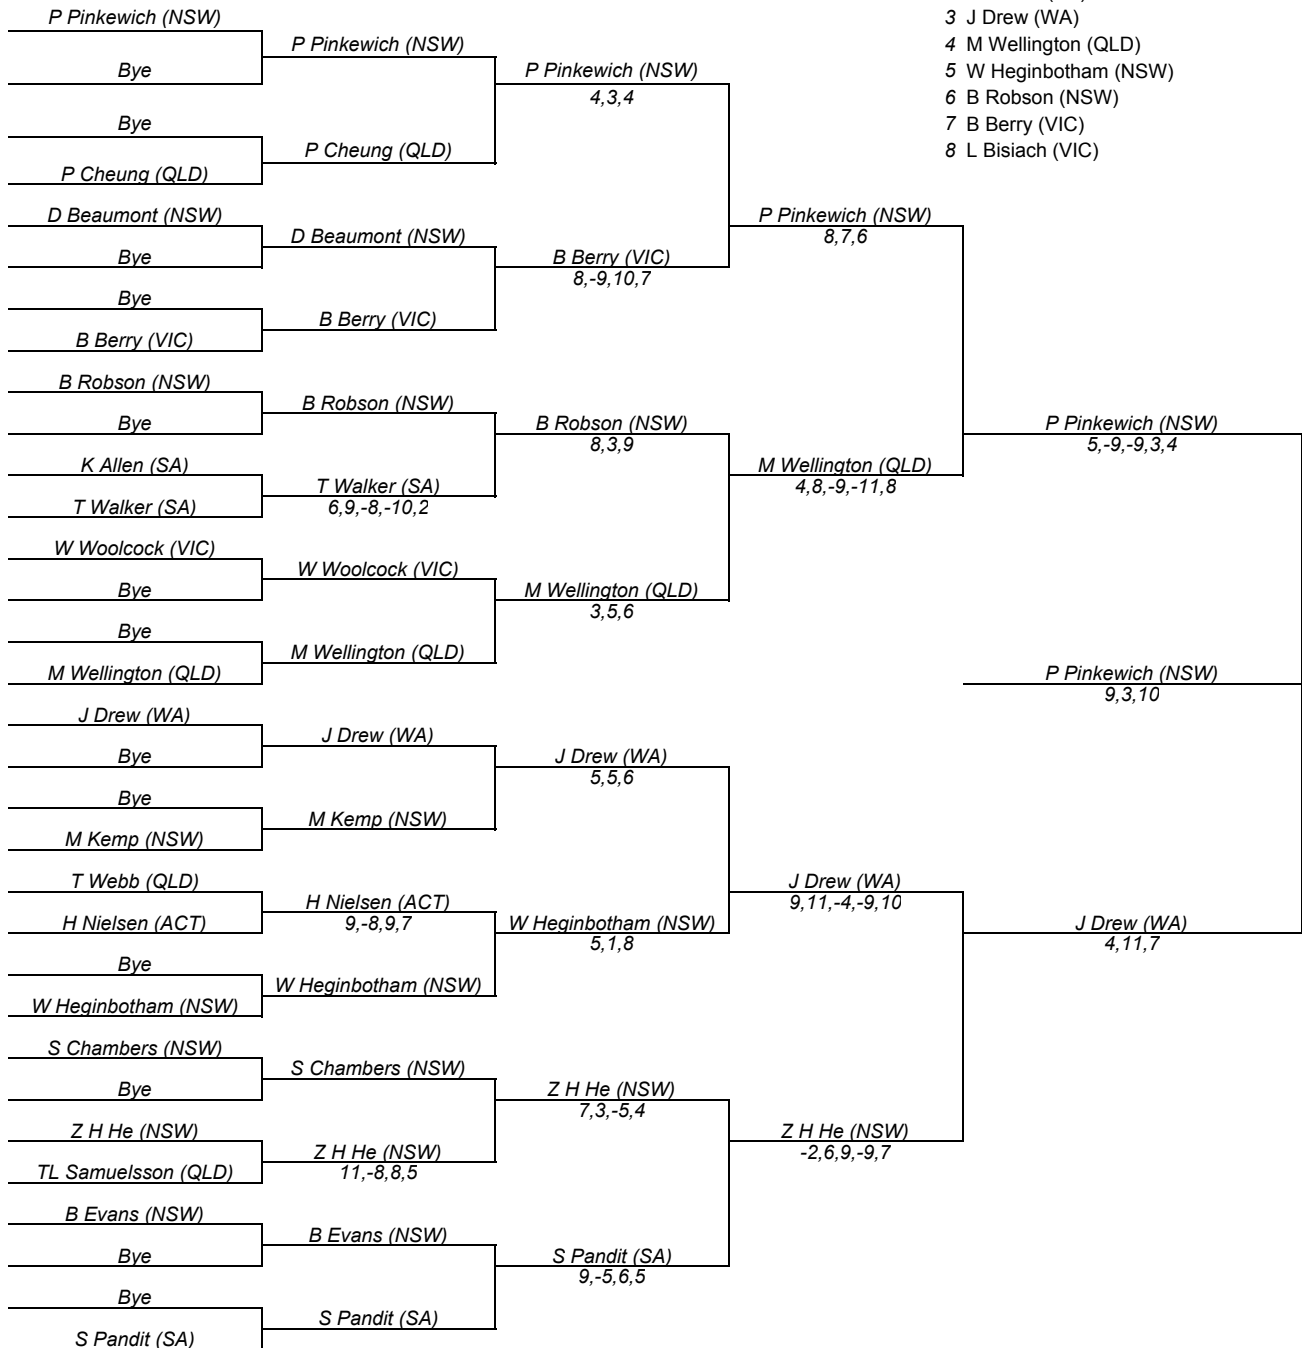 P Pinkewich (NSW)
Bye
Bye
P Cheung (QLD)
D Beaumont (NSW)
Bye
Bye
B Berry (VIC)
B Robson (NSW)
Bye
K Allen (SA)
T Walker (SA)
W Woolcock (VIC)
Bye
Bye
M Wellington (QLD)
J Drew (WA)
Bye
Bye
M Kemp (NSW)
T Webb (QLD)
H Nielsen (ACT)
Bye
W Heginbotham (NSW)
S Chambers (NSW)
Bye
Z H He (NSW)
TL Samuelsson (QLD)
B Evans (NSW)
Bye
Bye
S Pandit (SA)
P Pinkewich (NSW)
P Cheung (QLD)
D Beaumont (NSW)
B Berry (VIC)
B Robson (NSW)
T Walker (SA)
6,9,-8,-10,2
W Woolcock (VIC)
M Wellington (QLD)
J Drew (WA)
M Kemp (NSW)
H Nielsen (ACT)
9,-8,9,7
W Heginbotham (NSW)
S Chambers (NSW)
Z H He (NSW)
11,-8,8,5
B Evans (NSW)
S Pandit (SA)
P Pinkewich (NSW)
4,3,4
B Berry (VIC)
8,-9,10,7
B Robson (NSW)
8,3,9
M Wellington (QLD)
3,5,6
J Drew (WA)
5,5,6
W Heginbotham (NSW)
5,1,8
Z H He (NSW)
7,3,-5,4
S Pandit (SA)
9,-5,6,5
P Pinkewich (NSW)
8,7,6
M Wellington (QLD)
4,8,-9,-11,8
J Drew (WA)
9,11,-4,-9,10
Z H He (NSW)
-2,6,9,-9,7
3 J Drew (WA)
4 M Wellington (QLD)
5 W Heginbotham (NSW)
6 B Robson (NSW)
7 B Berry (VIC)
8 L Bisiach (VIC)
P Pinkewich (NSW)
5,-9,-9,3,4
P Pinkewich (NSW)
9,3,10
J Drew (WA)
4,11,7